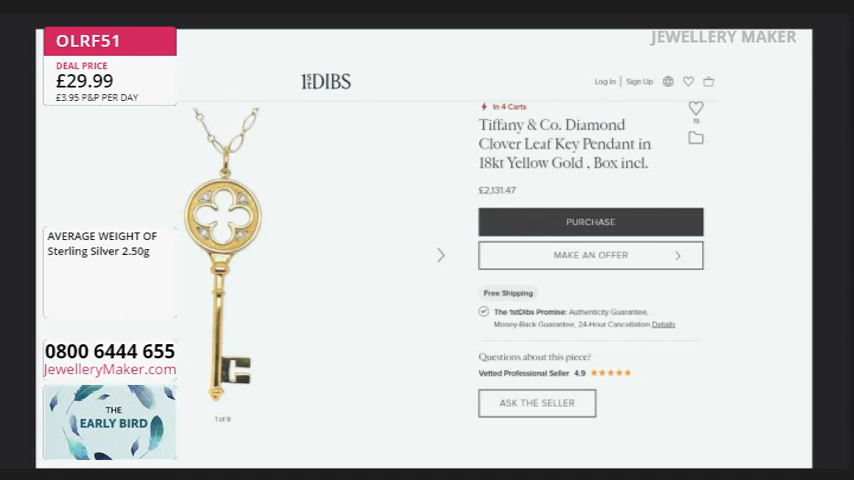 OLRF51
DEAL PRICE
£29.99
£3.95 P&P PER DAY
AVERAGE WEIGHT OF
Sterling Silver 2.50g
0800 6444 655
JewelleryMaker.com
THE
EARLY BIRD
JEWELLERY MAKER
1STDIBS
Log In | Sign Up
In 4 Carts
Tiffany & Co. Diamond
Clover Leaf Key Pendant in
18kt Yellow Gold , Box incl.
£2,131.47
PURCHASE
MAKE AN OFFER
Free Shipping
The 1stDibs Promise: Authenticity Guarantee,
Money-Back Guarantee, 24-Hour Cancellation Details
Questions about this piece?
Vetted Professional Seller 4.9
ASK THE SELLER
1 of 9